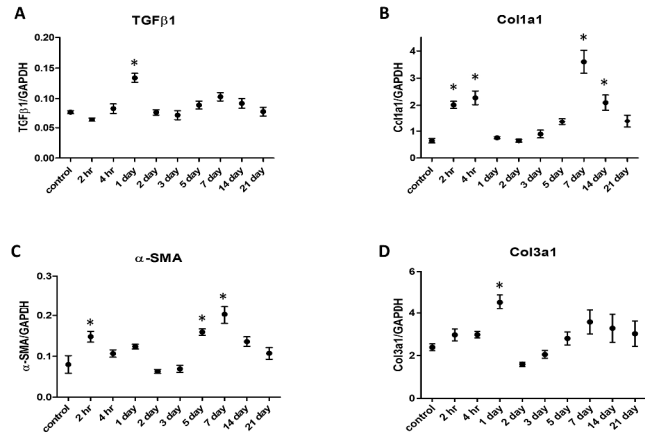 A
TGFβ1
TGFβ1/GAPDH
0.20
0.15
0.10
0.05
0.00
*
control
2 hr
4 hr
1 day
2 day
3 day
5 day
7 day
14 day
21 day
B
Col1a1
Col1a1/GAPDH
4
3
2
1
0
* * * *
control
2 hr
4 hr
1 day
2 day
3 day
5 day
7 day
14 day
21 day
C
α-SMA
α-SMA/GAPDH
0.3
0.2
0.1
0.0
* * *
control
2 hr
4 hr
1 day
2 day
3 day
5 day
7 day
14 day
21 day
D
Col3a1
Col3a1/GAPDH
6
4
2
0
*
control
2 hr
4 hr
1 day
2 day
3 day
5 day
7 day
14 day
21 day